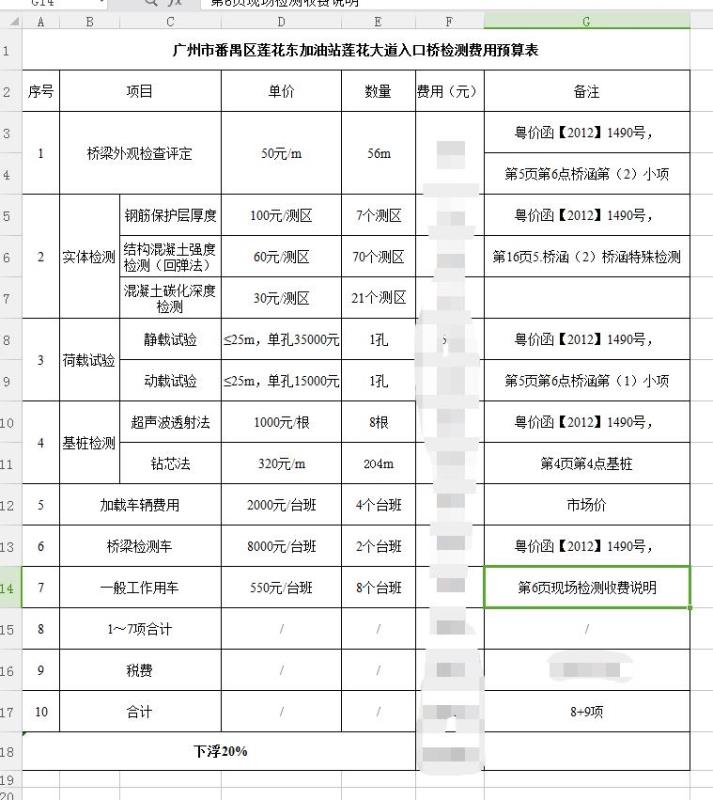 G14 fx 第6页现场检测收费说明
A B C D E F G
1 广州市番禺区莲花东加油站莲花大道入口桥检测费用预算表
2 序号 项目 单价 数量 费用（元） 备注
3 粤价函【2012】1490号，
1 桥梁外观检查评定 50元/m 56m
4 第5页第6点桥涵第（2）小项
5 钢筋保护层厚度 100元/测区 7个测区 粤价函【2012】1490号，
6 2 实体检测 结构混凝土强度 60元/测区 70个测区 第16页5.桥涵（2）桥涵特殊检测
检测（回弹法）
7 混凝土碳化深度 30元/测区 21个测区
检测
8 静载试验 ≤25m，单孔35000元 1孔 粤价函【2012】1490号，
3 荷载试验
9 动载试验 ≤25m，单孔15000元 1孔 第5页第6点桥涵第（1）小项
10 超声波透射法 1000元/根 8根 粤价函【2012】1490号，
4 基桩检测
11 钻芯法 320元/m 204m 第4页第4点基桩
12 5 加载车辆费用 2000元/台班 4个台班 市场价
13 6 桥梁检测车 8000元/台班 2个台班 粤价函【2012】1490号，
14 7 一般工作用车 550元/台班 8个台班 第6页现场检测收费说明
15 8 1～7项合计 / / /
16 9 税费 / /
17 10 合计 / / 8+9项
18 下浮20%
19
20